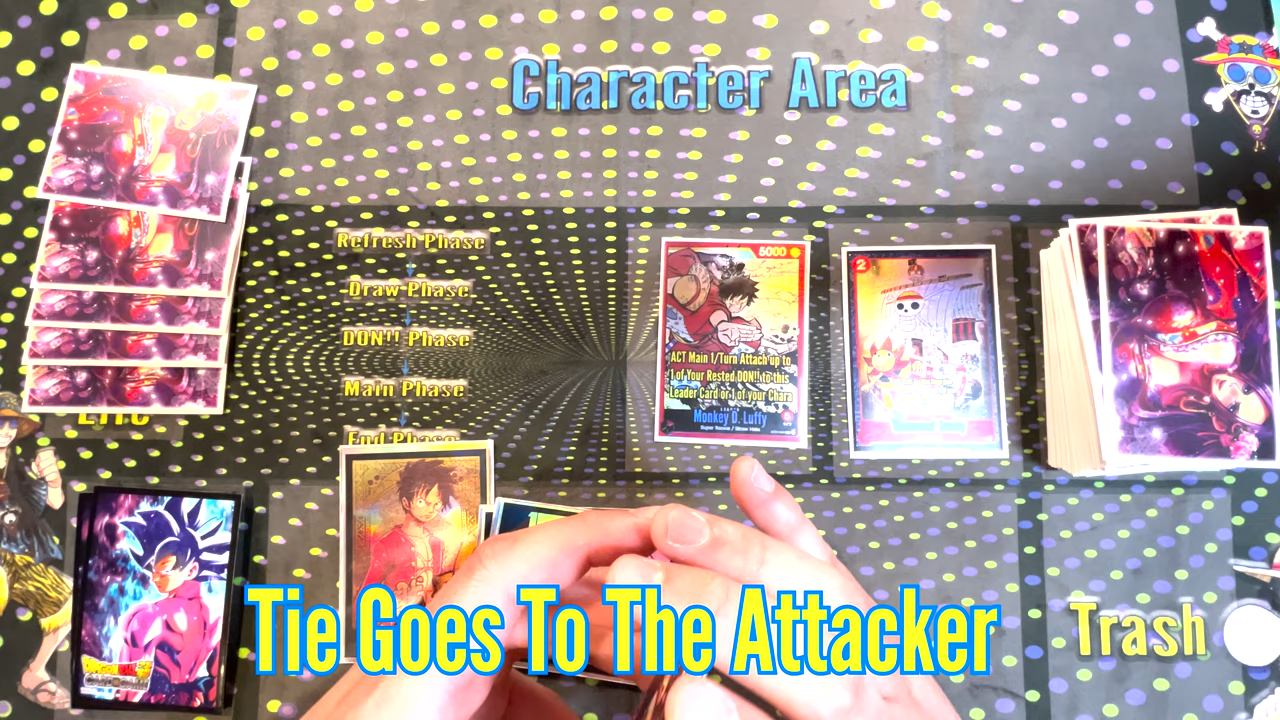 Character Area
Refresh Phase
Draw Phase
DON!! Phase
Main Phase
End Phase
5000
ACT Main 1/Turn Attach up to
1 of Your Rested DON!! to this
Leader Card or 1 of your Chara
Monkey D. Luffy
2
Trash
Tie Goes To The Attacker